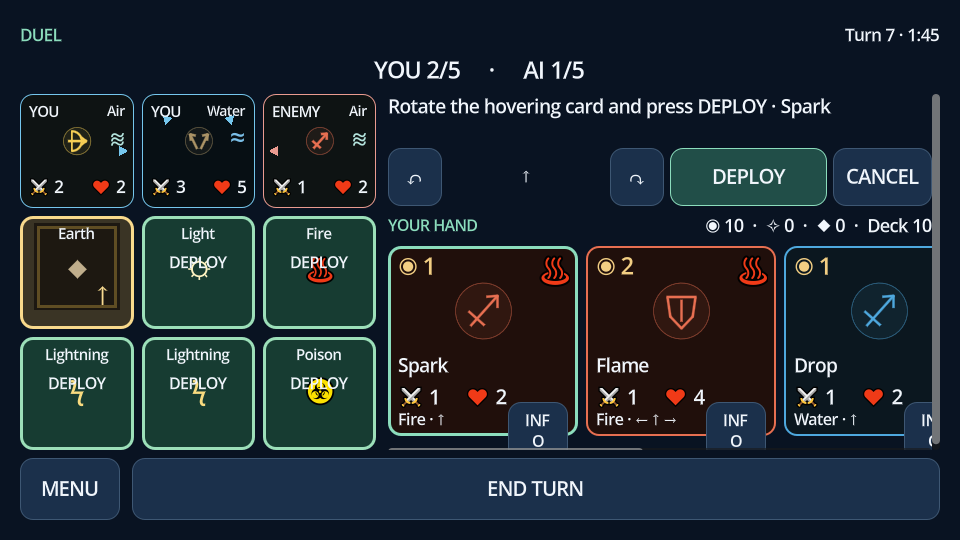 DUEL
Turn 7 · 1:45
YOU 2/5 · AI 1/5
YOU Air
2 2
YOU Water
3 5
ENEMY Air
1 2
Rotate the hovering card and press DEPLOY · Spark
↶ ↑ ↷ DEPLOY CANCEL
Earth
↑
Light
DEPLOY
Fire
DEPLOY
Lightning
DEPLOY
Lightning
DEPLOY
Poison
DEPLOY
YOUR HAND
◉ 10 · ✧ 0 · ◆ 0 · Deck 10
◉ 1
Spark
1 2
Fire · ↑
INF
O
◉ 2
Flame
1 4
Fire · ← ↑ →
INF
O
◉ 1
Drop
1 2
Water · ↑
MENU
END TURN